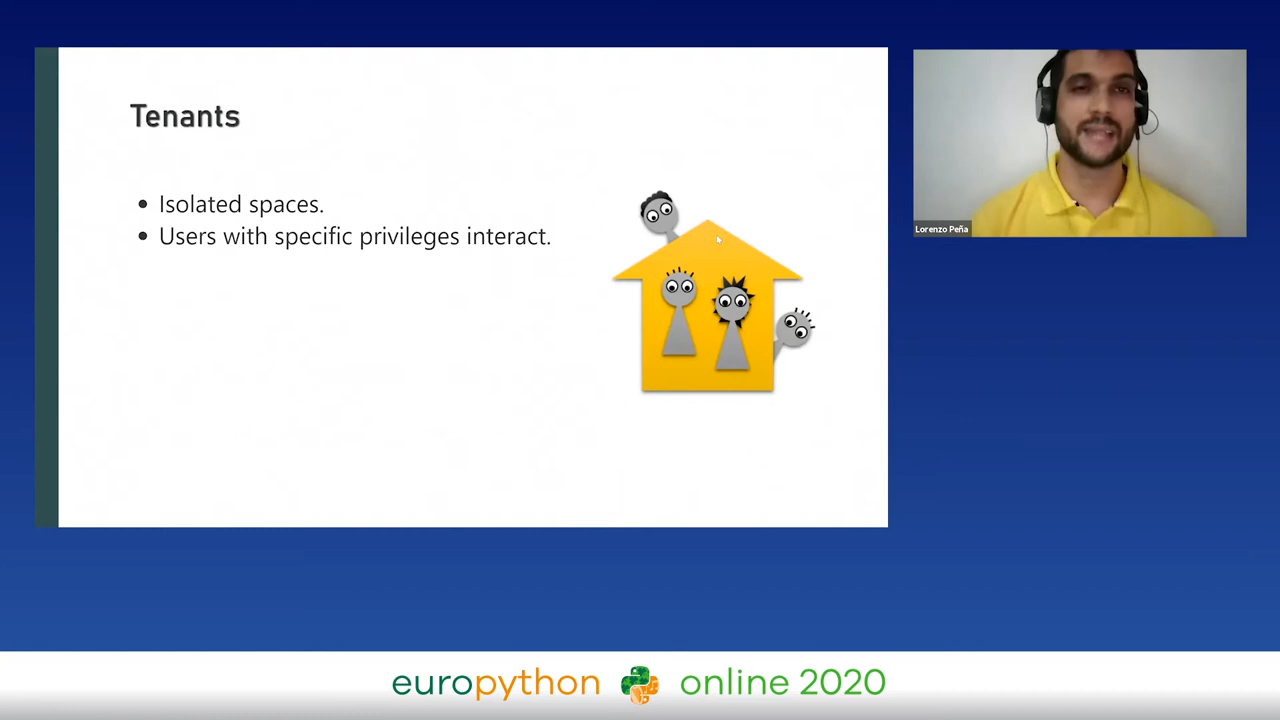 Tenants
• Isolated spaces.
• Users with specific privileges interact.
Lorenzo Peña
europython online 2020